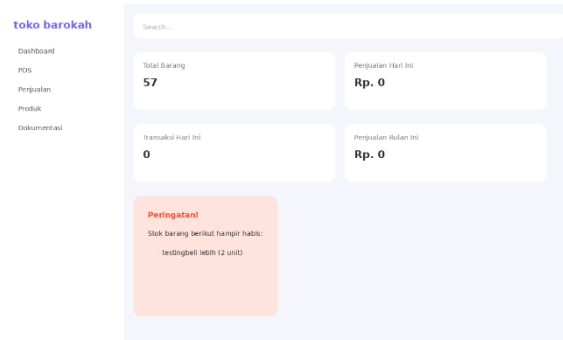 toko barokah
Dashboard
POS
Penjualan
Produk
Dokumentasi
Search...
Total Barang
57
Penjualan Hari Ini
Rp. 0
Transaksi Hari Ini
0
Penjualan Bulan Ini
Rp. 0
Peringatan!
Stok barang berikut hampir habis:
- testingbeli lebih (2 unit)